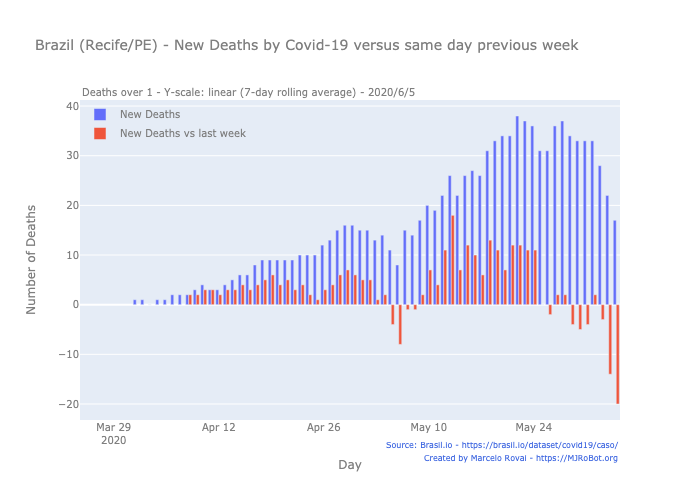 Brazil (Recife/PE) - New Deaths by Covid-19 versus same day previous week
Deaths over 1 - Y-scale: linear (7-day rolling average) - 2020/6/5
New Deaths
New Deaths vs last week
40
30
20
10
0
−10
−20
Number of Deaths
Mar 29
2020
Apr 12
Apr 26
May 10
May 24
Day
Source: Brasil.io - https://brasil.io/dataset/covid19/caso/
Created by Marcelo Rovai - https://MJRoBot.org